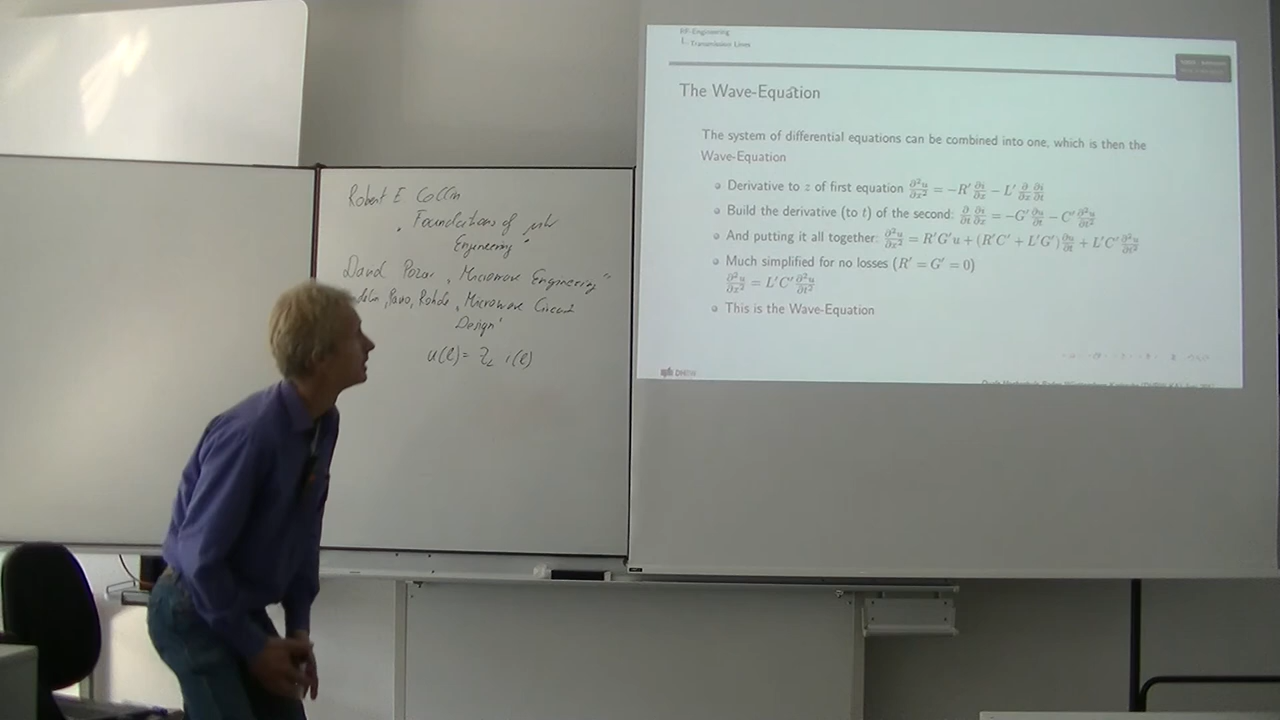 Robert E Collin
„Foundations of μW
Engineering"
David Pozar „Microwave Engineering"
, Pavio, Rohde „Microwave Circuit
Design"
u(l) = Z_L i(l)
RF-Engineering
Transmission Lines
The Wave-Equation
The system of differential equations can be combined into one, which is then the
Wave-Equation
Derivative to z of first equation ∂²u/∂x² = −R′ ∂i/∂x − L′ ∂/∂x ∂i/∂t
Build the derivative (to t) of the second: ∂/∂t ∂i/∂x = −G′ ∂u/∂t − C′ ∂²u/∂t²
And putting it all together: ∂²u/∂x² = R′G′u + (R′C′ + L′G′) ∂u/∂t + L′C′ ∂²u/∂t²
Much simplified for no losses (R′ = G′ = 0)
∂²u/∂x² = L′C′ ∂²u/∂t²
This is the Wave-Equation
DHBW